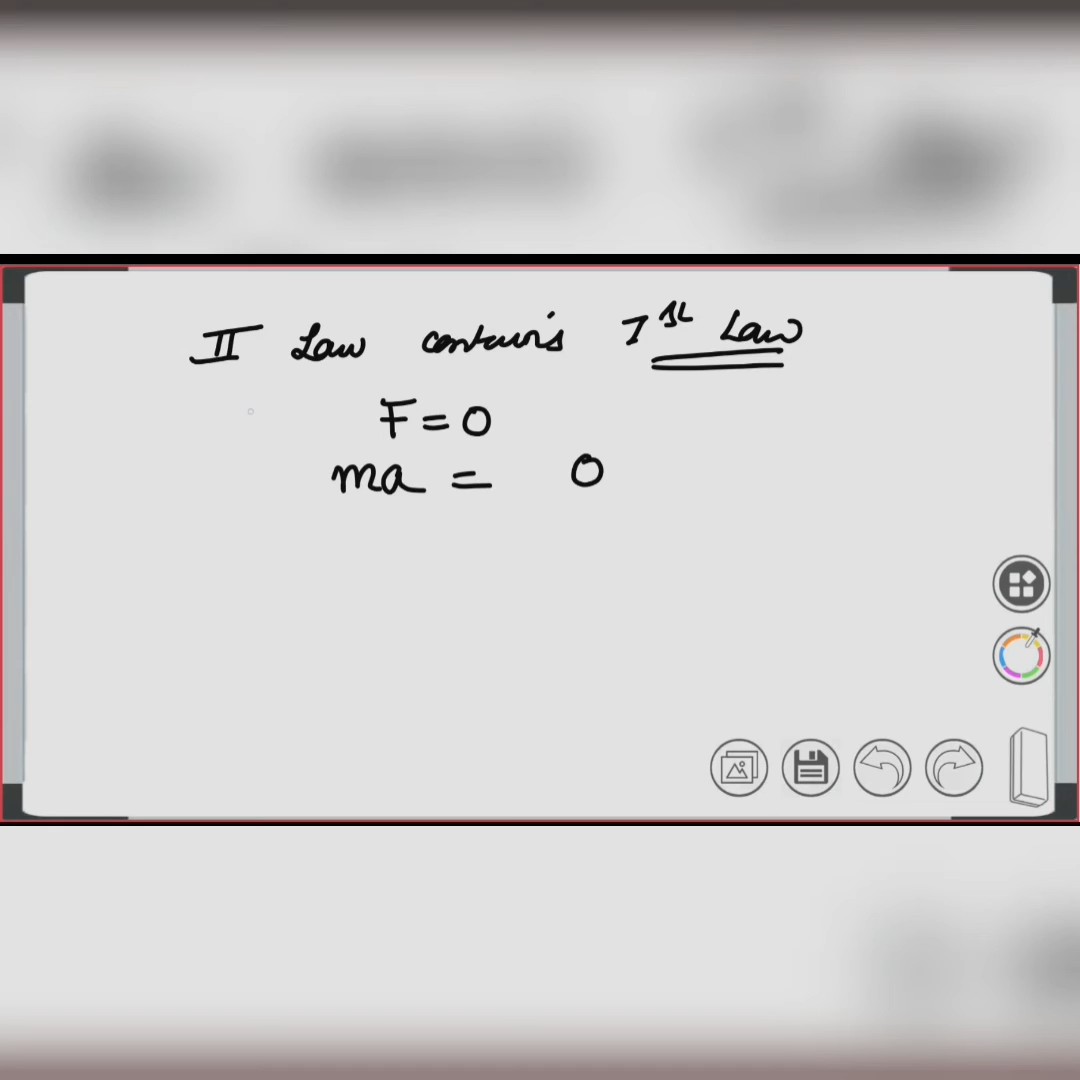 II Law contains 1st Law
F = 0
ma = 0